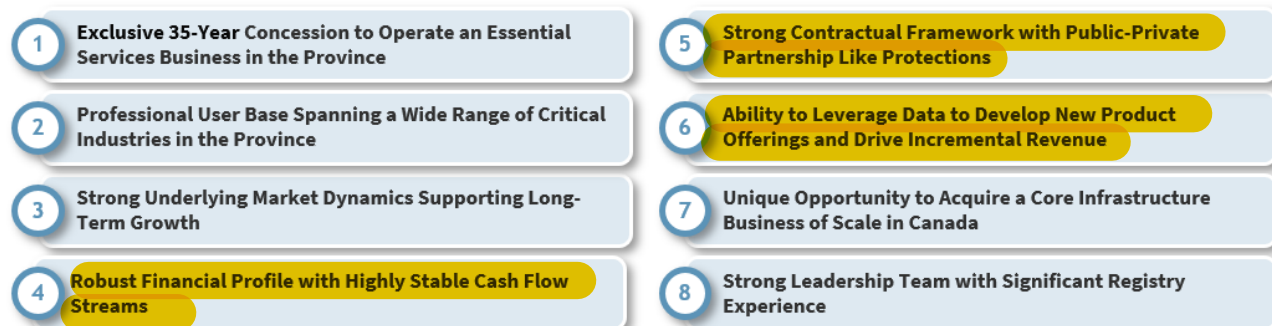 1
Exclusive 35-Year Concession to Operate an Essential
Services Business in the Province
2
Professional User Base Spanning a Wide Range of Critical
Industries in the Province
3
Strong Underlying Market Dynamics Supporting Long-
Term Growth
4
Robust Financial Profile with Highly Stable Cash Flow
Streams
5
Strong Contractual Framework with Public-Private
Partnership Like Protections
6
Ability to Leverage Data to Develop New Product
Offerings and Drive Incremental Revenue
7
Unique Opportunity to Acquire a Core Infrastructure
Business of Scale in Canada
8
Strong Leadership Team with Significant Registry
Experience